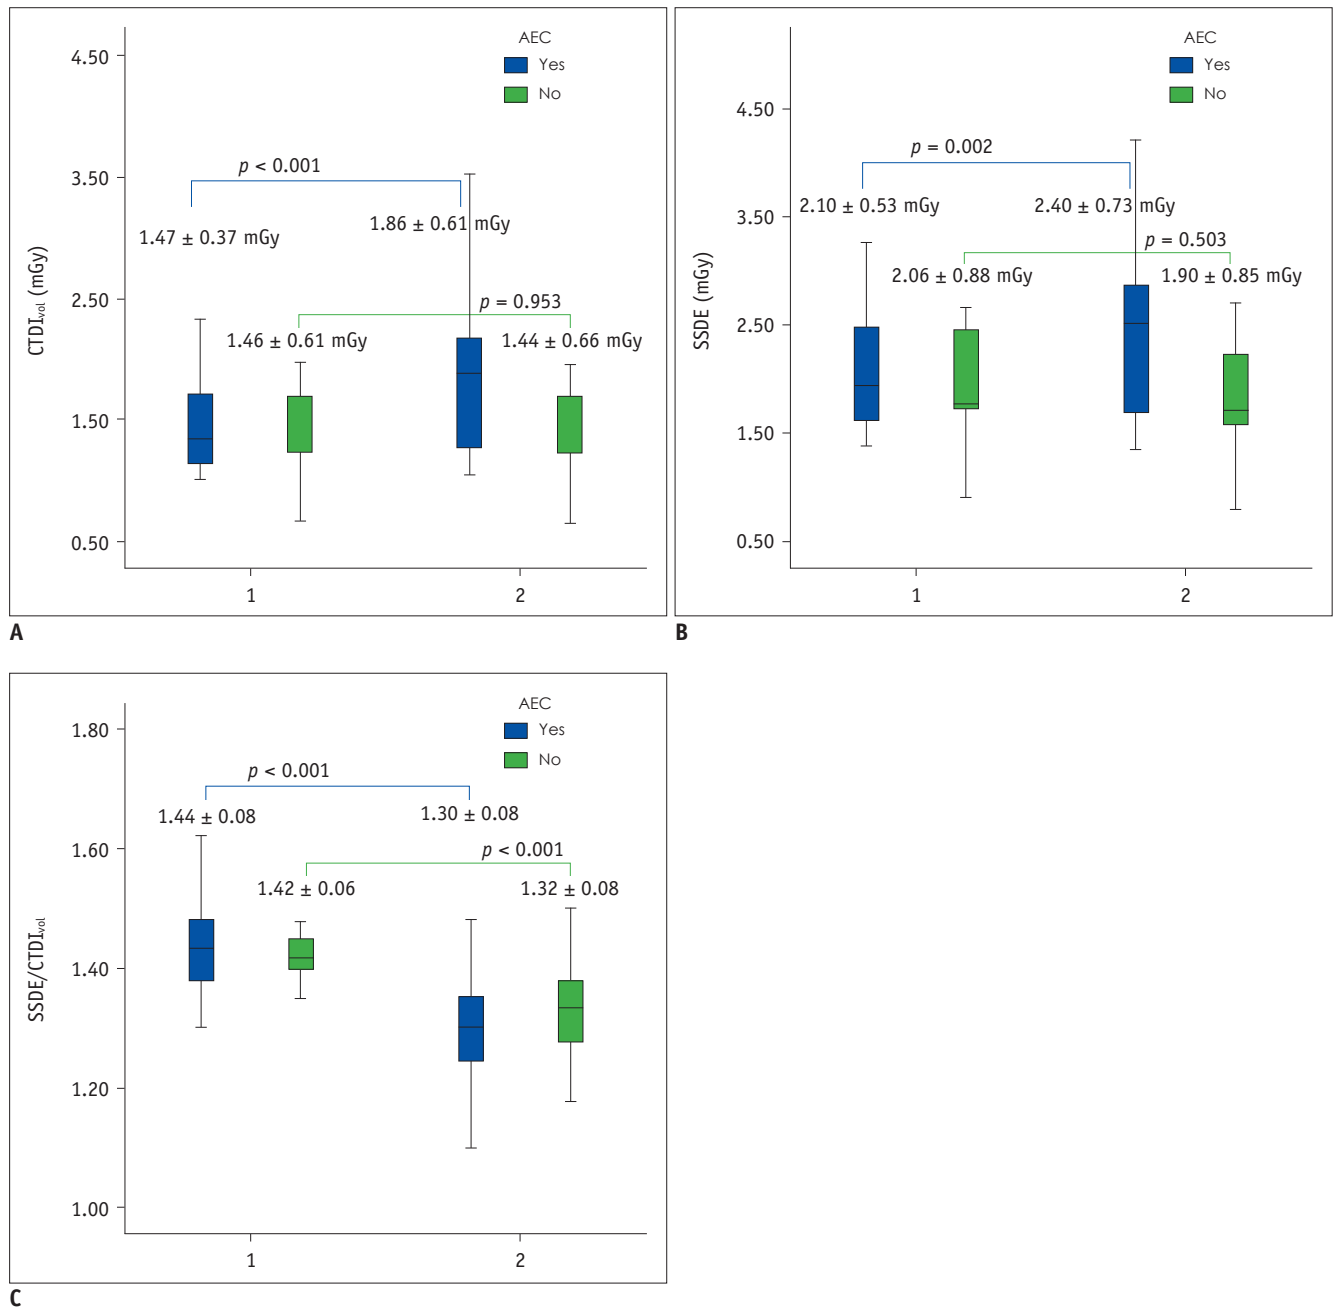 AEC
Yes
No
4.50
3.50
2.50
1.50
0.50
CTDIvol (mGy)
p < 0.001
1.47 ± 0.37 mGy
1.86 ± 0.61 mGy
p = 0.953
1.46 ± 0.61 mGy
1.44 ± 0.66 mGy
1
2
A
AEC
Yes
No
4.50
3.50
2.50
1.50
0.50
SSDE (mGy)
p = 0.002
2.10 ± 0.53 mGy
2.40 ± 0.73 mGy
p = 0.503
2.06 ± 0.88 mGy
1.90 ± 0.85 mGy
1
2
B
AEC
Yes
No
1.80
1.60
1.40
1.20
1.00
SSDE/CTDIvol
p < 0.001
1.44 ± 0.08
1.30 ± 0.08
p < 0.001
1.42 ± 0.06
1.32 ± 0.08
1
2
C